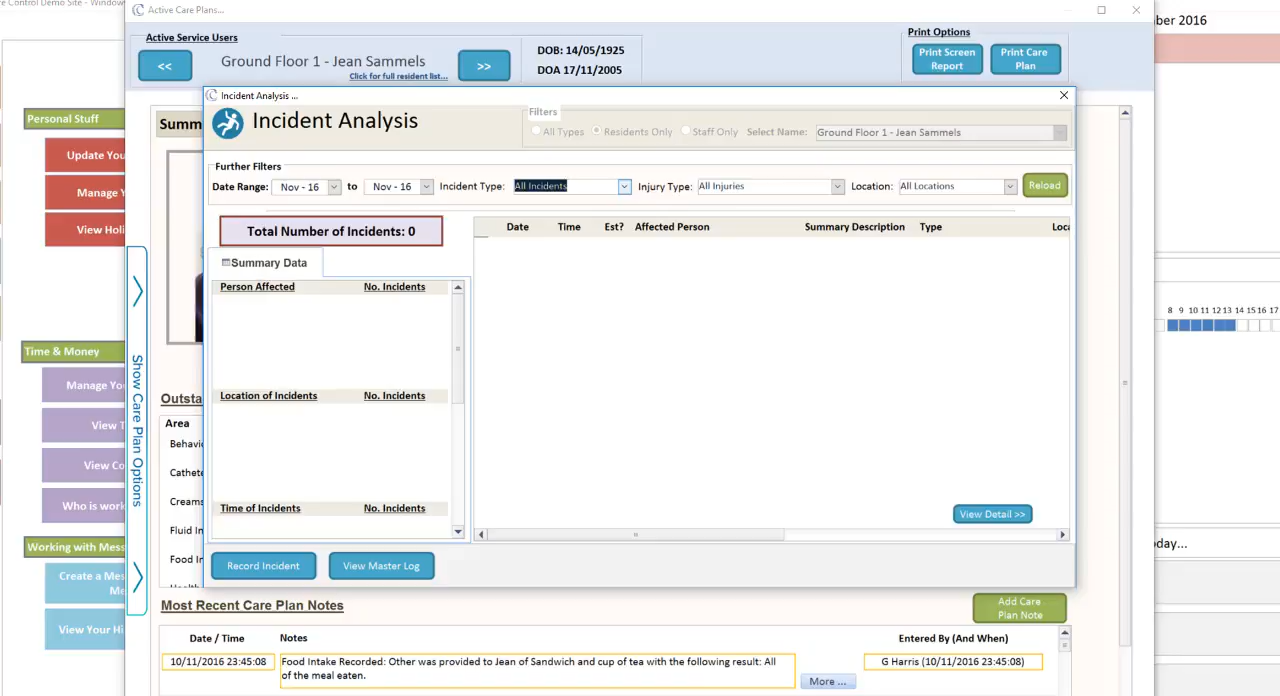 e Control Demo Site - Window
Active Care Plans...
ber 2016
Active Service Users
<<
Ground Floor 1 - Jean Sammels
Click for full resident list...
>>
DOB: 14/05/1925
DOA 17/11/2005
Print Options
Print Screen Report
Print Care Plan
Personal Stuff
Update You
Manage Y
View Holi
Time & Money
Manage You
View T
View Co
Who is work
Working with Mess
Create a Mes
Me
View Your Hi
Show Care Plan Options
Summ
Incident Analysis ...
Incident Analysis
Filters
All Types
Residents Only
Staff Only
Select Name:
Ground Floor 1 - Jean Sammels
Further Filters
Date Range: Nov - 16 to Nov - 16 Incident Type: All Incidents Injury Type: All Injuries Location: All Locations Reload
Total Number of Incidents: 0
Summary Data
Person Affected No. Incidents
Location of Incidents No. Incidents
Time of Incidents No. Incidents
Date Time Est? Affected Person Summary Description Type Loca
View Detail >>
Record Incident
View Master Log
8 9 10 11 12 13 14 15 16 17
oday...
Outsta
Area
Behavio
Cathete
Creams
Fluid In
Food In
Most Recent Care Plan Notes
Add Care Plan Note
Date / Time Notes Entered By (And When)
10/11/2016 23:45:08
Food Intake Recorded: Other was provided to Jean of Sandwich and cup of tea with the following result: All
of the meal eaten.
More ...
G Harris (10/11/2016 23:45:08)